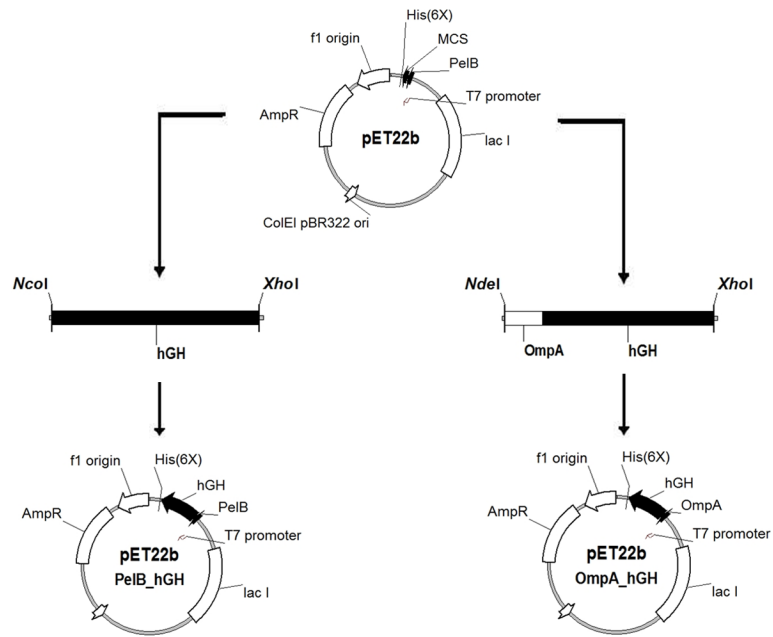 His(6X)
MCS
f1 origin
PelB
T7 promoter
AmpR
pET22b
lac I
ColEI pBR322 ori
NcoI
XhoI
hGH
NdeI
XhoI
OmpA
hGH
His(6X)
f1 origin
hGH
PelB
AmpR
T7 promoter
pET22b
PelB_hGH
lac I
His(6X)
f1 origin
hGH
OmpA
AmpR
T7 promoter
pET22b
OmpA_hGH
lac I